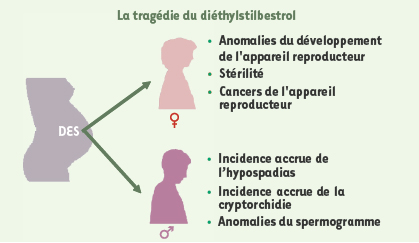 La tragédie du diéthylstilbestrol
• Anomalies du développement
de l'appareil reproducteur
• Stérilité
• Cancers de l'appareil
reproducteur
DES
• Incidence accrue de
l'hypospadias
• Incidence accrue de la
cryptorchidie
• Anomalies du spermogramme